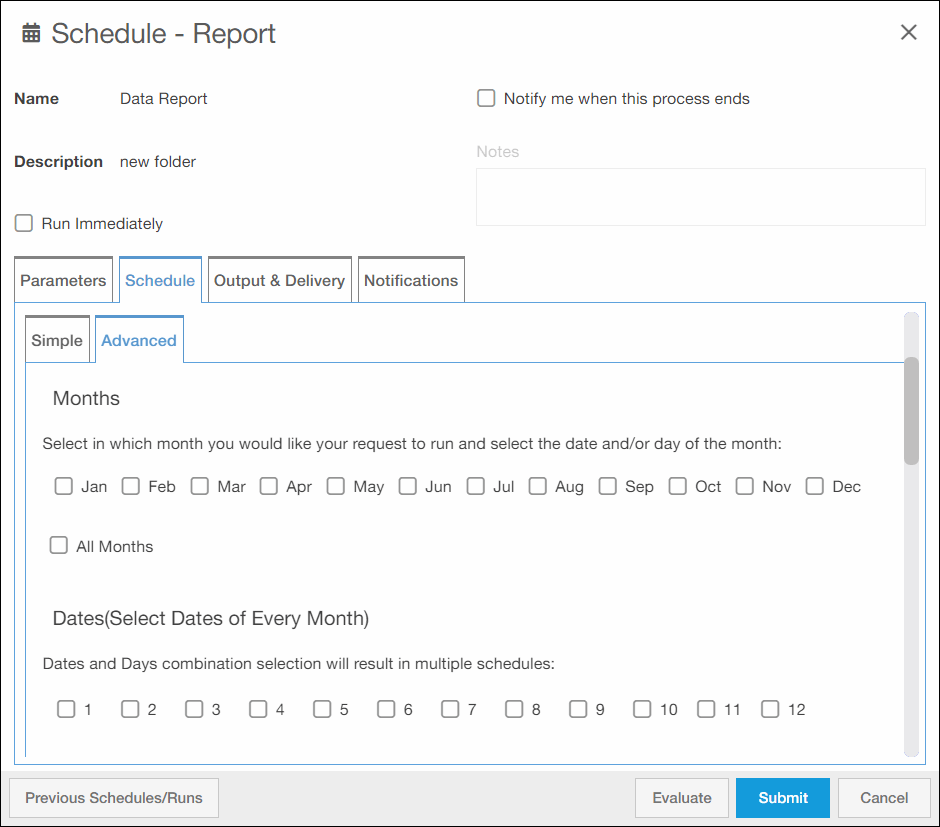 Schedule - Report
Name Data Report
Notify me when this process ends
Description new folder
Notes
Run Immediately
Parameters Schedule Output & Delivery Notifications
Simple Advanced
Months
Select in which month you would like your request to run and select the date and/or day of the month:
Jan Feb Mar Apr May Jun Jul Aug Sep Oct Nov Dec
All Months
Dates(Select Dates of Every Month)
Dates and Days combination selection will result in multiple schedules:
1 2 3 4 5 6 7 8 9 10 11 12
Previous Schedules/Runs Evaluate Submit Cancel